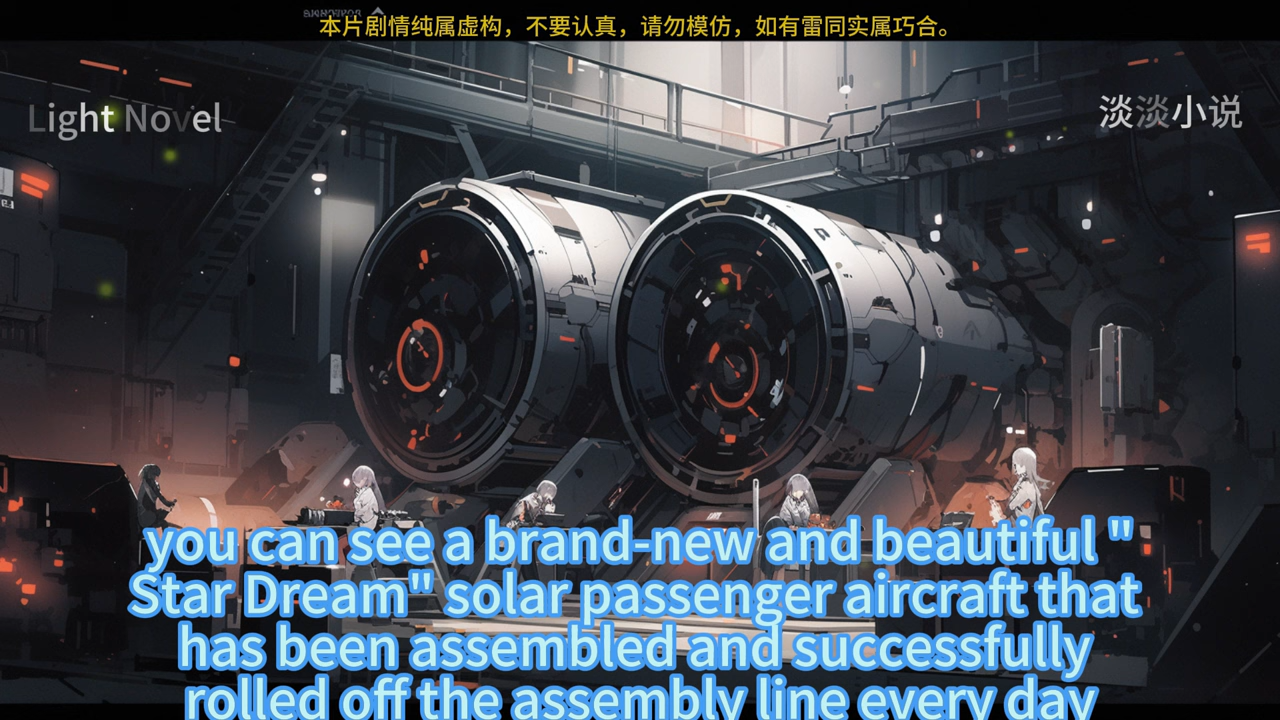 本片剧情纯属虚构，不要认真，请勿模仿，如有雷同实属巧合。
Light Novel
淡淡小说
you can see a brand-new and beautiful "
Star Dream" solar passenger aircraft that
has been assembled and successfully
rolled off the assembly line every day